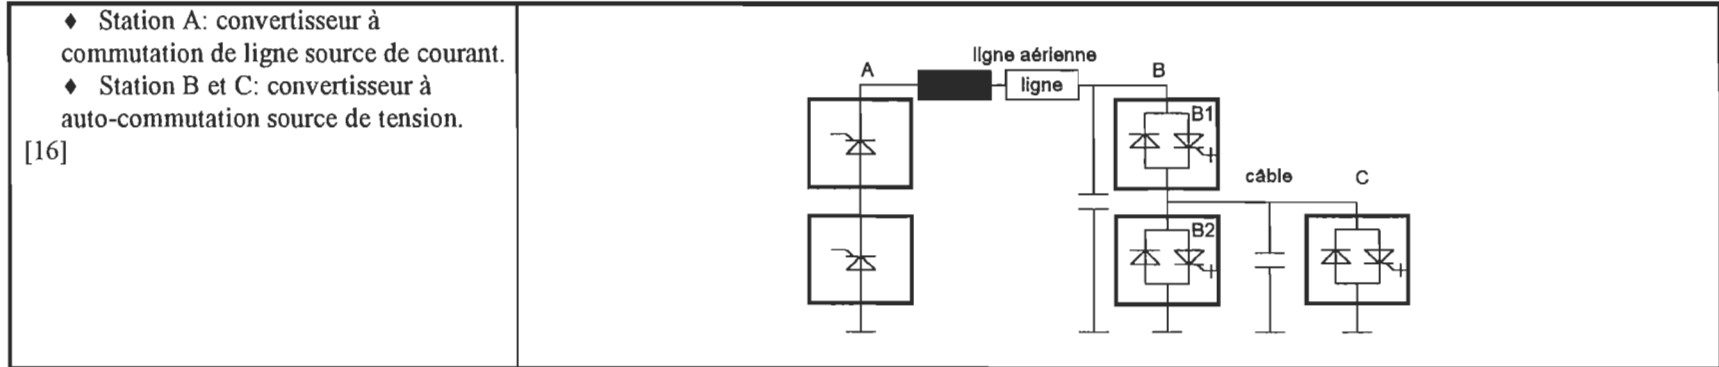 ♦ Station A: convertisseur à
commutation de ligne source de courant.
♦ Station B et C: convertisseur à
auto-commutation source de tension.
[16]
ligne aérienne
A
ligne
B
B1
câble
C
B2